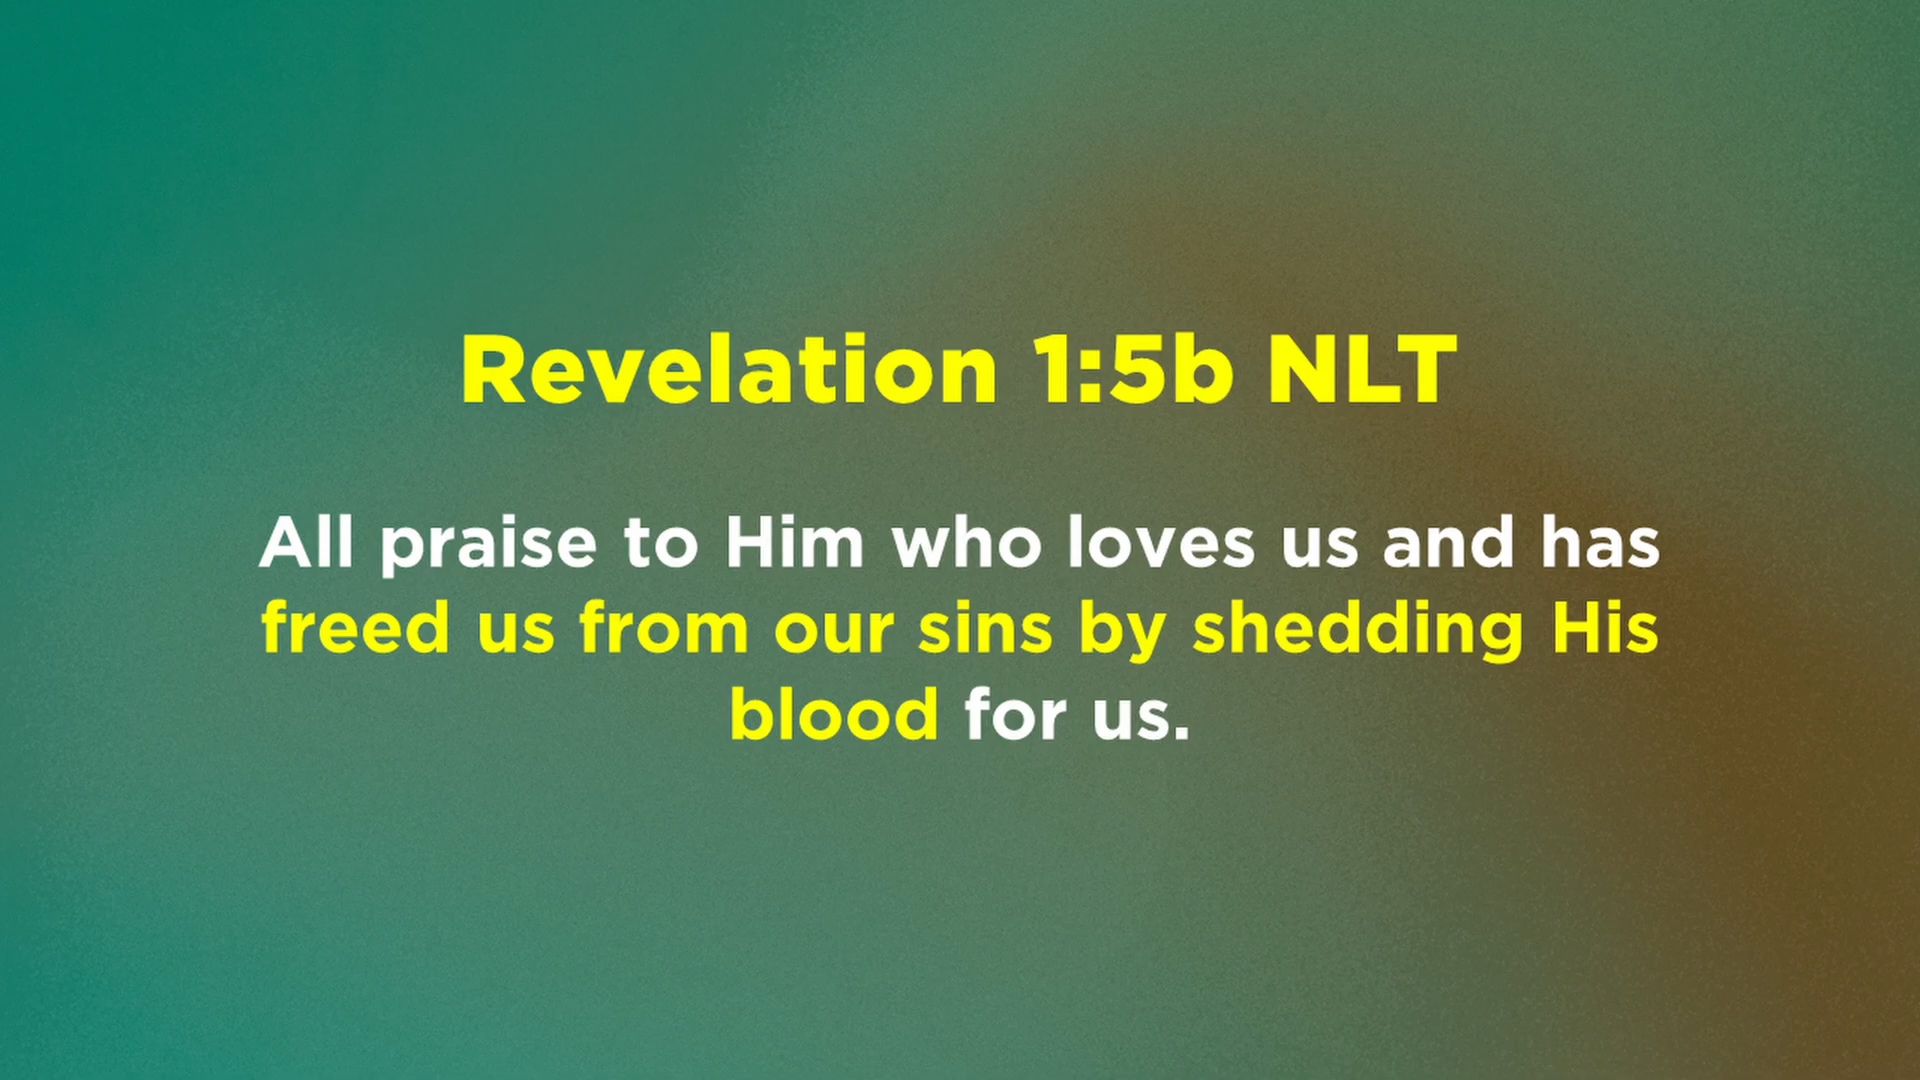 Revelation 1:5b NLT
All praise to Him who loves us and has
freed us from our sins by shedding His
blood for us.